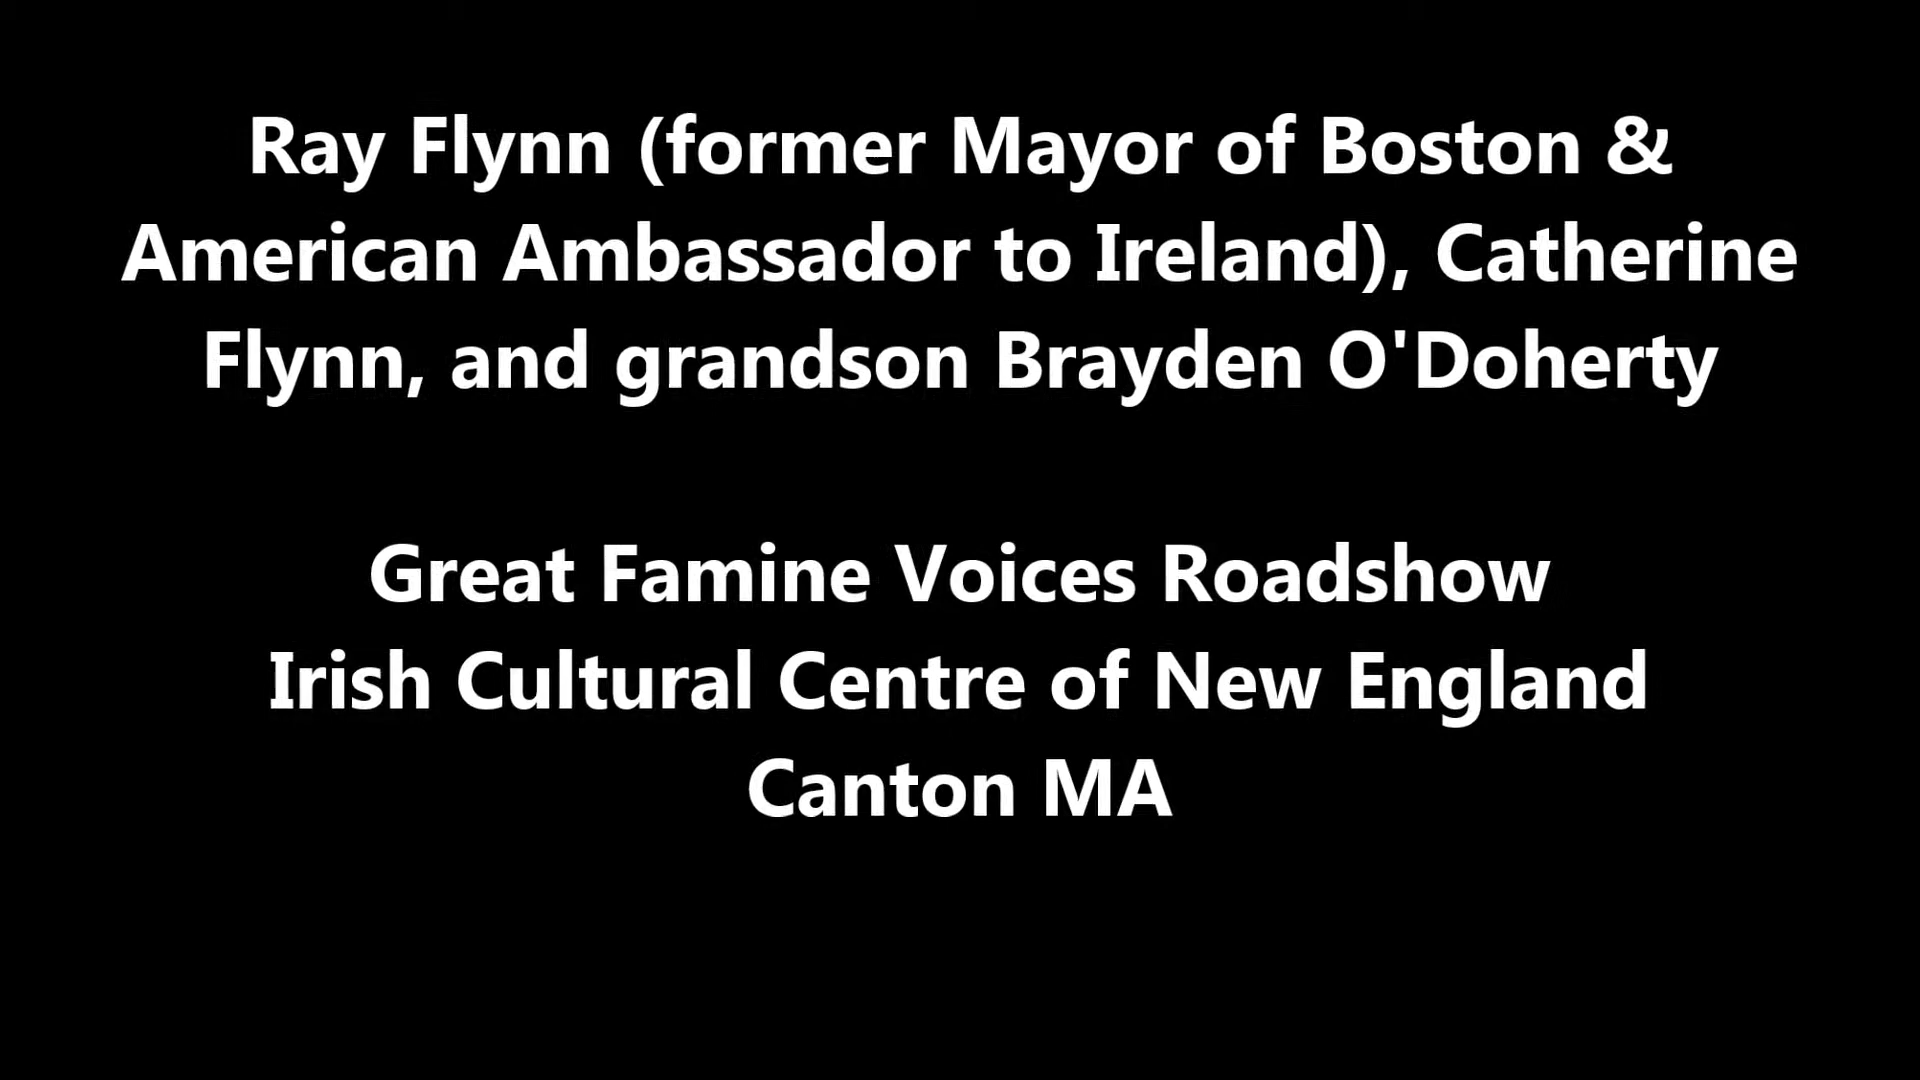 Ray Flynn (former Mayor of Boston &
American Ambassador to Ireland), Catherine
Flynn, and grandson Brayden O'Doherty
Great Famine Voices Roadshow
Irish Cultural Centre of New England
Canton MA